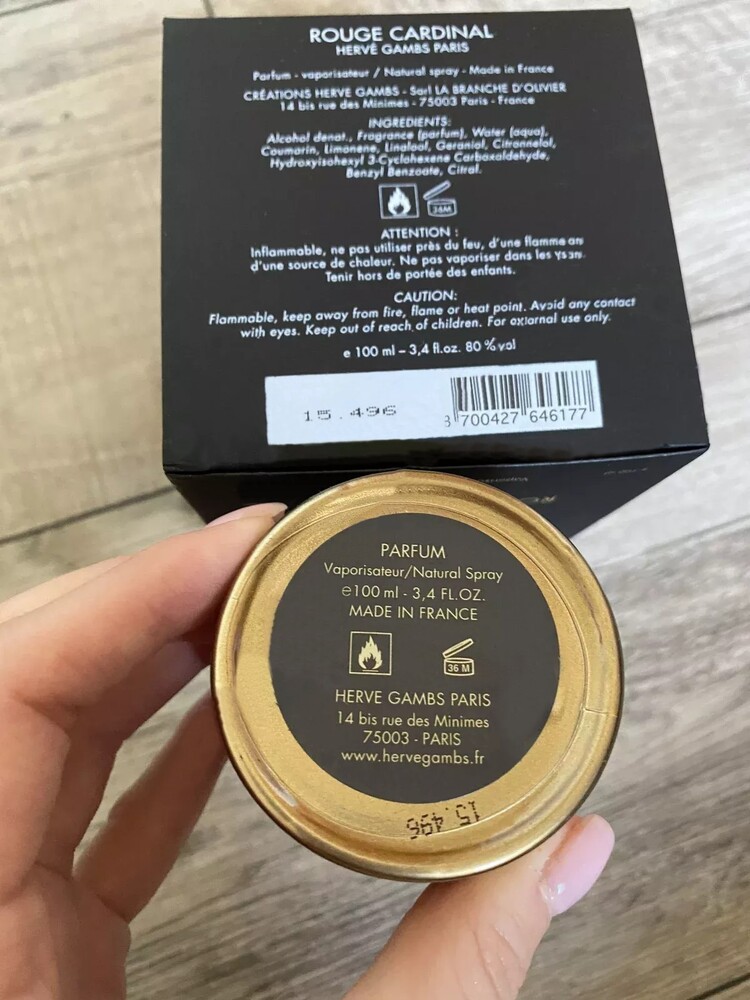 ROUGE CARDINAL
HERVÉ GAMBS PARIS
Parfum - vaporisateur / Natural spray - Made in France
CRÉATIONS HERVE GAMBS - Sarl LA BRANCHE D'OLIVIER
14 bis rue des Minimes - 75003 Paris - France
INGREDIENTS:
Alcohol denat., Fragrance (parfum), Water (aqua),
Coumarin, Limonene, Linalool, Geraniol, Citronnelol,
Hydroxyisohexyl 3-Cyclohexene Carboxaldehyde,
Benzyl Benzoate, Citral.
36M
ATTENTION :
Inflammable, ne pas utiliser près du feu, d'une flamme
d'une source de chaleur. Ne pas vaporiser dans les
Tenir hors de portée des enfants.
CAUTION:
Flammable, keep away from fire, flame or heat point. Avoid any contact
with eyes. Keep out of reach of children. For external use only.
e 100 ml – 3,4 fl.oz. 80 % vol
15.496
3 700427 646177
PARFUM
Vaporisateur/Natural Spray
e 100 ml - 3,4 FL.OZ.
MADE IN FRANCE
36 M
HERVE GAMBS PARIS
14 bis rue des Minimes
75003 - PARIS
www.hervegambs.fr
15.496